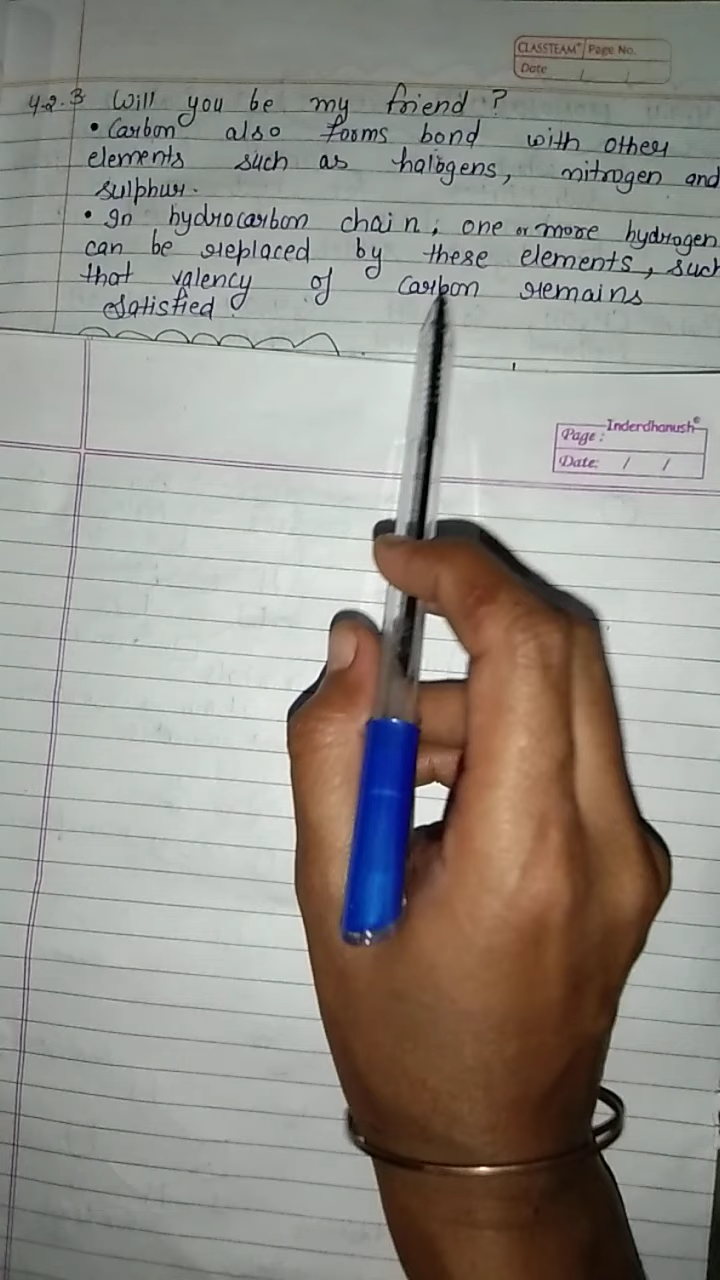 CLASSTEAM® Page No.
Date / /
4.2.3 Will you be my friend ?
• Carbon also forms bond with other
elements such as halogens, nitrogen and
sulphur.
• In hydrocarbon chain, one or more hydrogen
can be replaced by these elements, such
that valency of carbon remains
satisfied.
Inderdhanush©
Page :
Date: / /